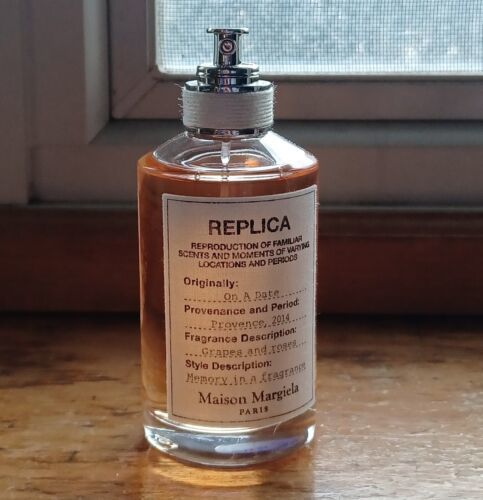 REPLICA
REPRODUCTION OF FAMILIAR
SCENTS AND MOMENTS OF VARYING
LOCATIONS AND PERIODS
Originally:
On A Date
Provenance and Period:
Provence, 2014
Fragrance Description:
Grapes and roses
Style Description:
Memory in a fragrance
Maison Margiela
PARIS